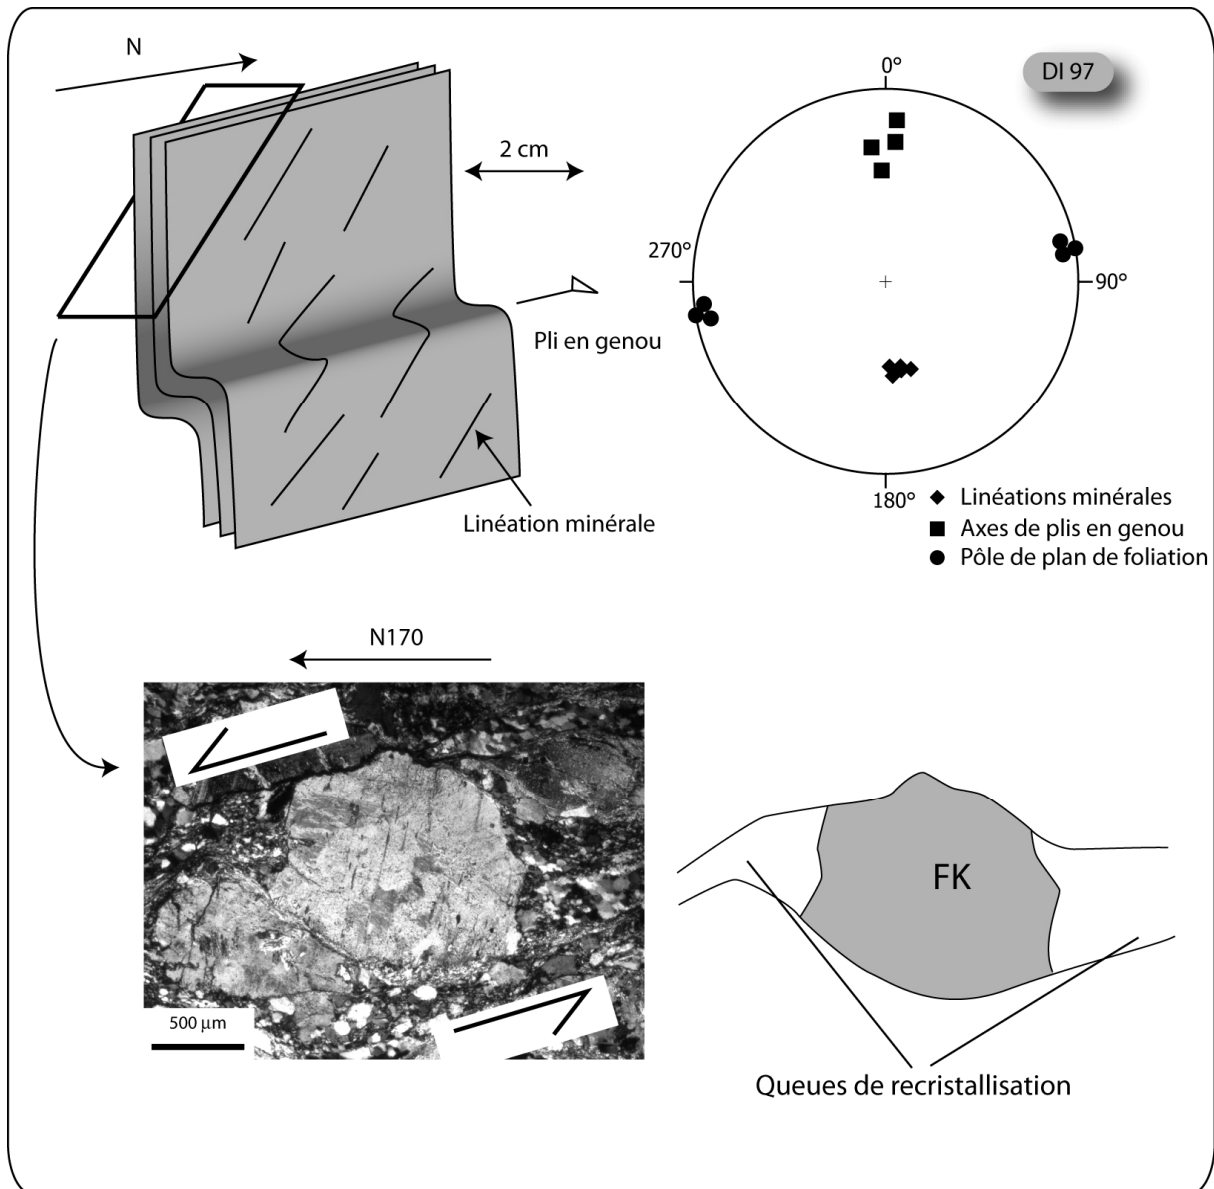 N
2 cm
Pli en genou
Linéation minérale
DI 97
0°
270°
90°
180°
Linéations minérales
Axes de plis en genou
Pôle de plan de foliation
N170
500 µm
FK
Queues de recristallisation